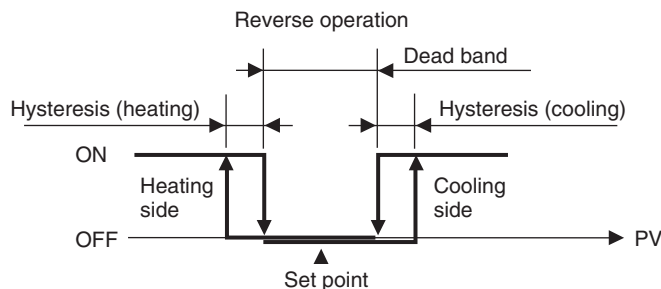 Reverse operation
Dead band
Hysteresis (heating)
Hysteresis (cooling)
ON
Heating
side
Cooling
side
OFF
PV
Set point